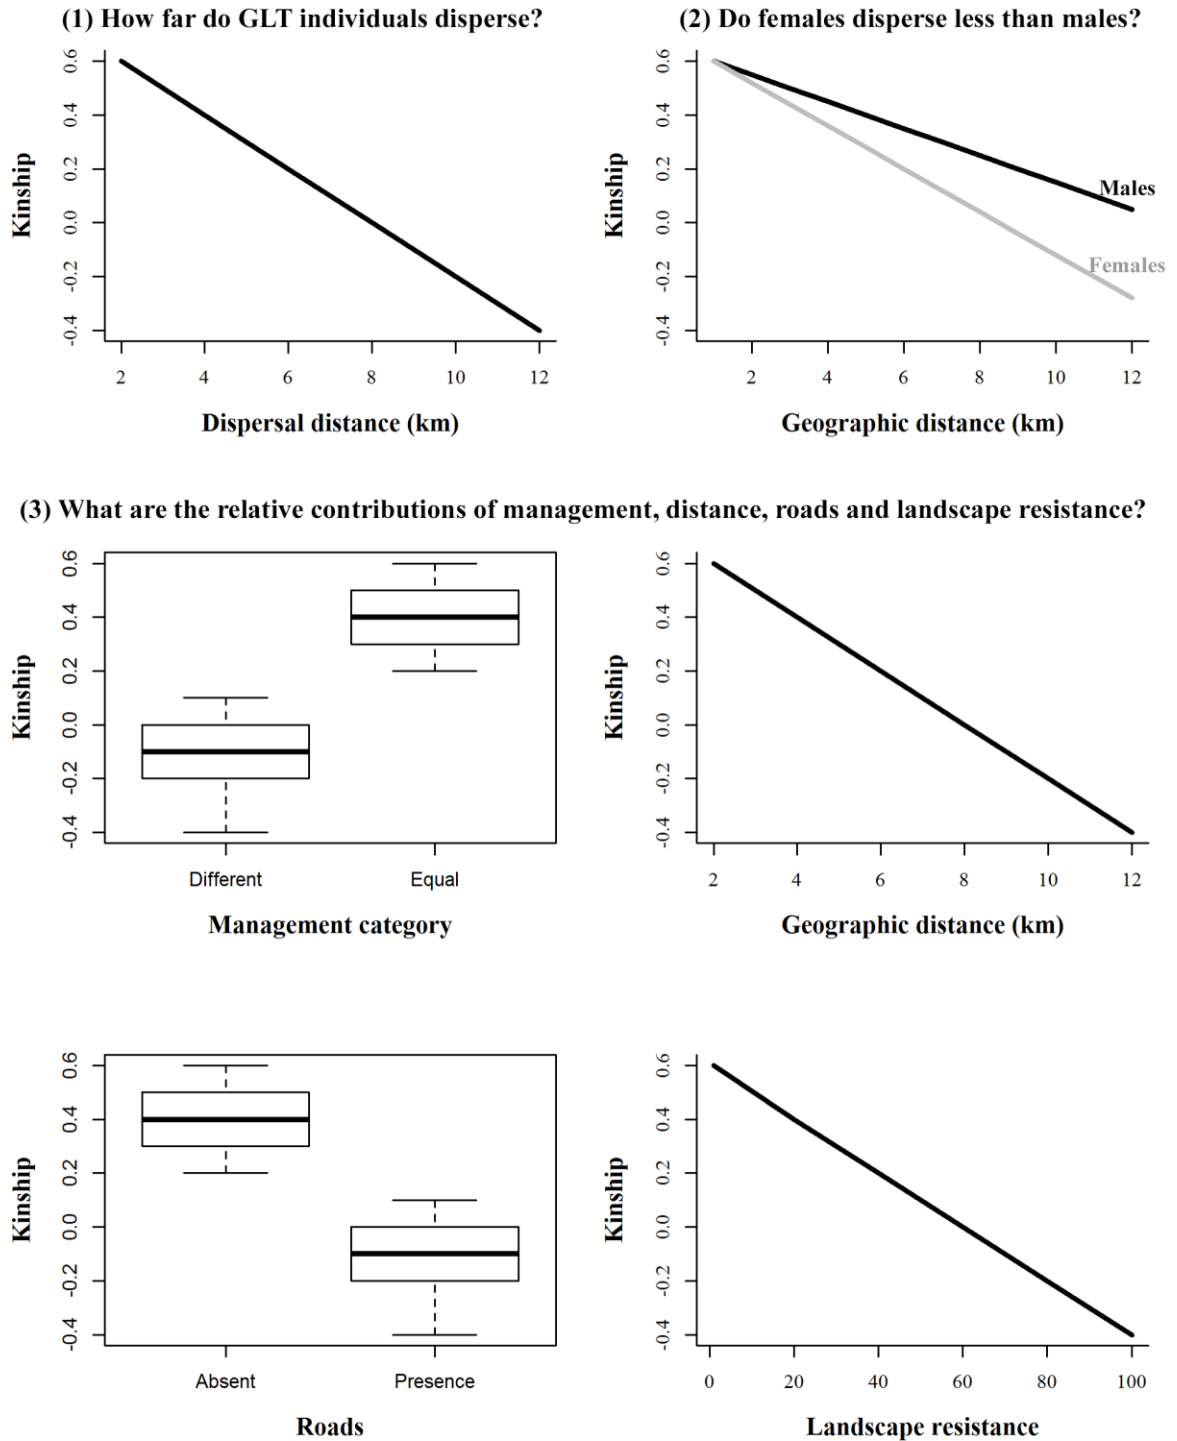 (1) How far do GLT individuals disperse?
Kinship
0.6
0.4
0.2
0.0
-0.2
-0.4
2 4 6 8 10 12
Dispersal distance (km)
(2) Do females disperse less than males?
Kinship
0.6
0.4
0.2
0.0
-0.2
-0.4
Males
Females
2 4 6 8 10 12
Geographic distance (km)
(3) What are the relative contributions of management, distance, roads and landscape resistance?
Kinship
0.6
0.4
0.2
0.0
-0.2
-0.4
Different Equal
Management category
Kinship
0.6
0.4
0.2
0.0
-0.2
-0.4
2 4 6 8 10 12
Geographic distance (km)
Kinship
0.6
0.4
0.2
0.0
-0.2
-0.4
Absent Presence
Roads
Kinship
0.6
0.4
0.2
0.0
-0.2
-0.4
0 20 40 60 80 100
Landscape resistance